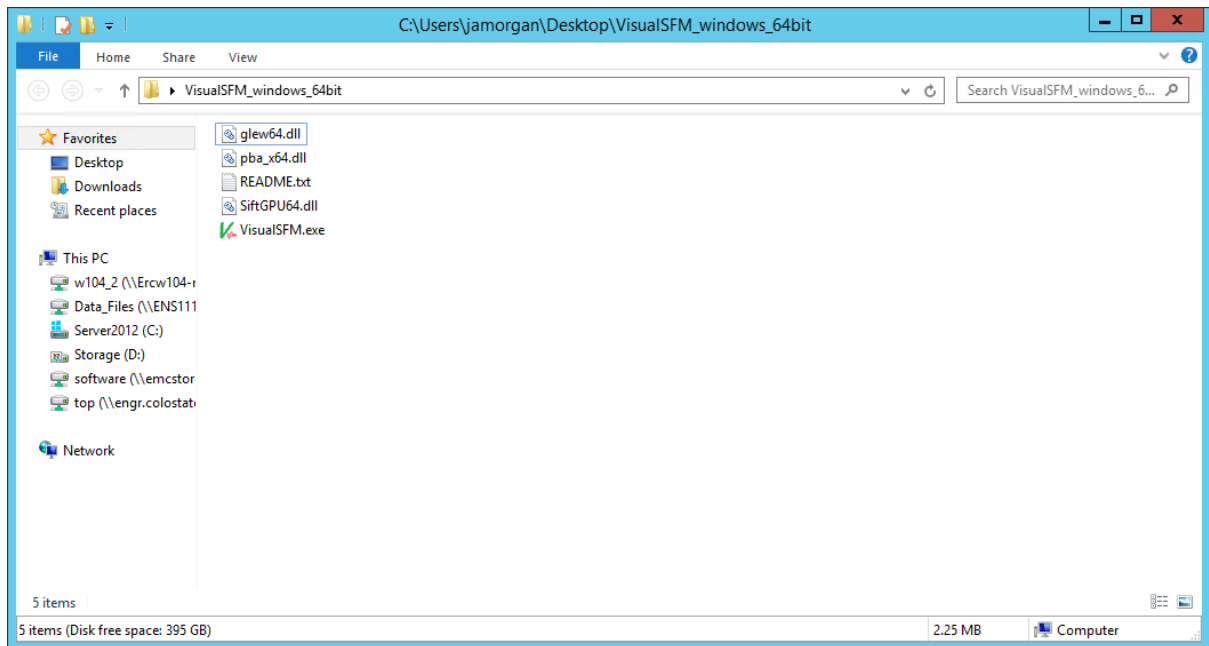 C:\Users\jamorgan\Desktop\VisualSFM_windows_64bit
File Home Share View
VisualSFM_windows_64bit
Search VisualSFM_windows_6...
Favorites
Desktop
Downloads
Recent places
This PC
w104_2 (\\Ercw104-r
Data_Files (\\ENS111
Server2012 (C:)
Storage (D:)
software (\\emcstor
top (\\engr.colostat
Network
glew64.dll
pba_x64.dll
README.txt
SiftGPU64.dll
VisualSFM.exe
5 items
5 items (Disk free space: 395 GB) 2.25 MB Computer